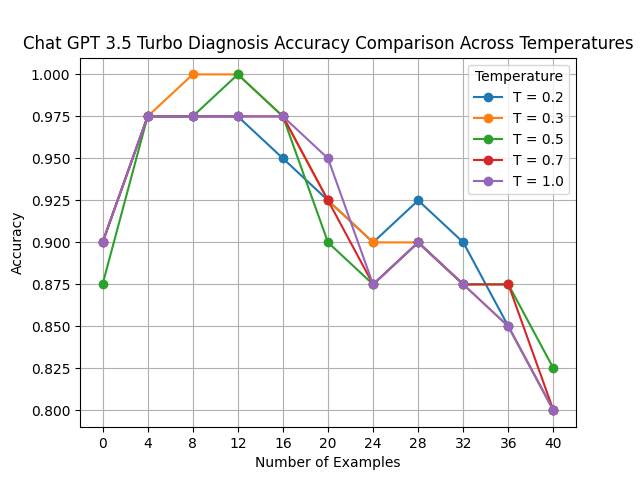 Chat GPT 3.5 Turbo Diagnosis Accuracy Comparison Across Temperatures
Temperature
T = 0.2
T = 0.3
T = 0.5
T = 0.7
T = 1.0
Accuracy
1.000
0.975
0.950
0.925
0.900
0.875
0.850
0.825
0.800
0 4 8 12 16 20 24 28 32 36 40
Number of Examples